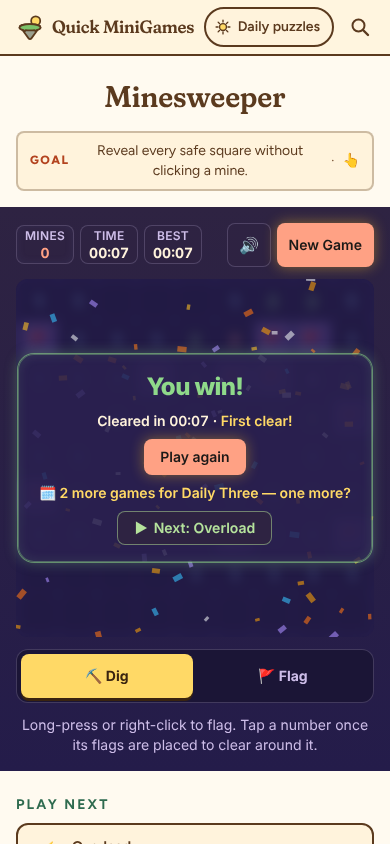 Quick MiniGames
Daily puzzles
Minesweeper
GOAL
Reveal every safe square without
clicking a mine.
·
MINES
0
TIME
00:07
BEST
00:07
New Game
You win!
Cleared in 00:07 · First clear!
Play again
2 more games for Daily Three — one more?
▶ Next: Overload
Dig
Flag
Long-press or right-click to flag. Tap a number once
its flags are placed to clear around it.
PLAY NEXT